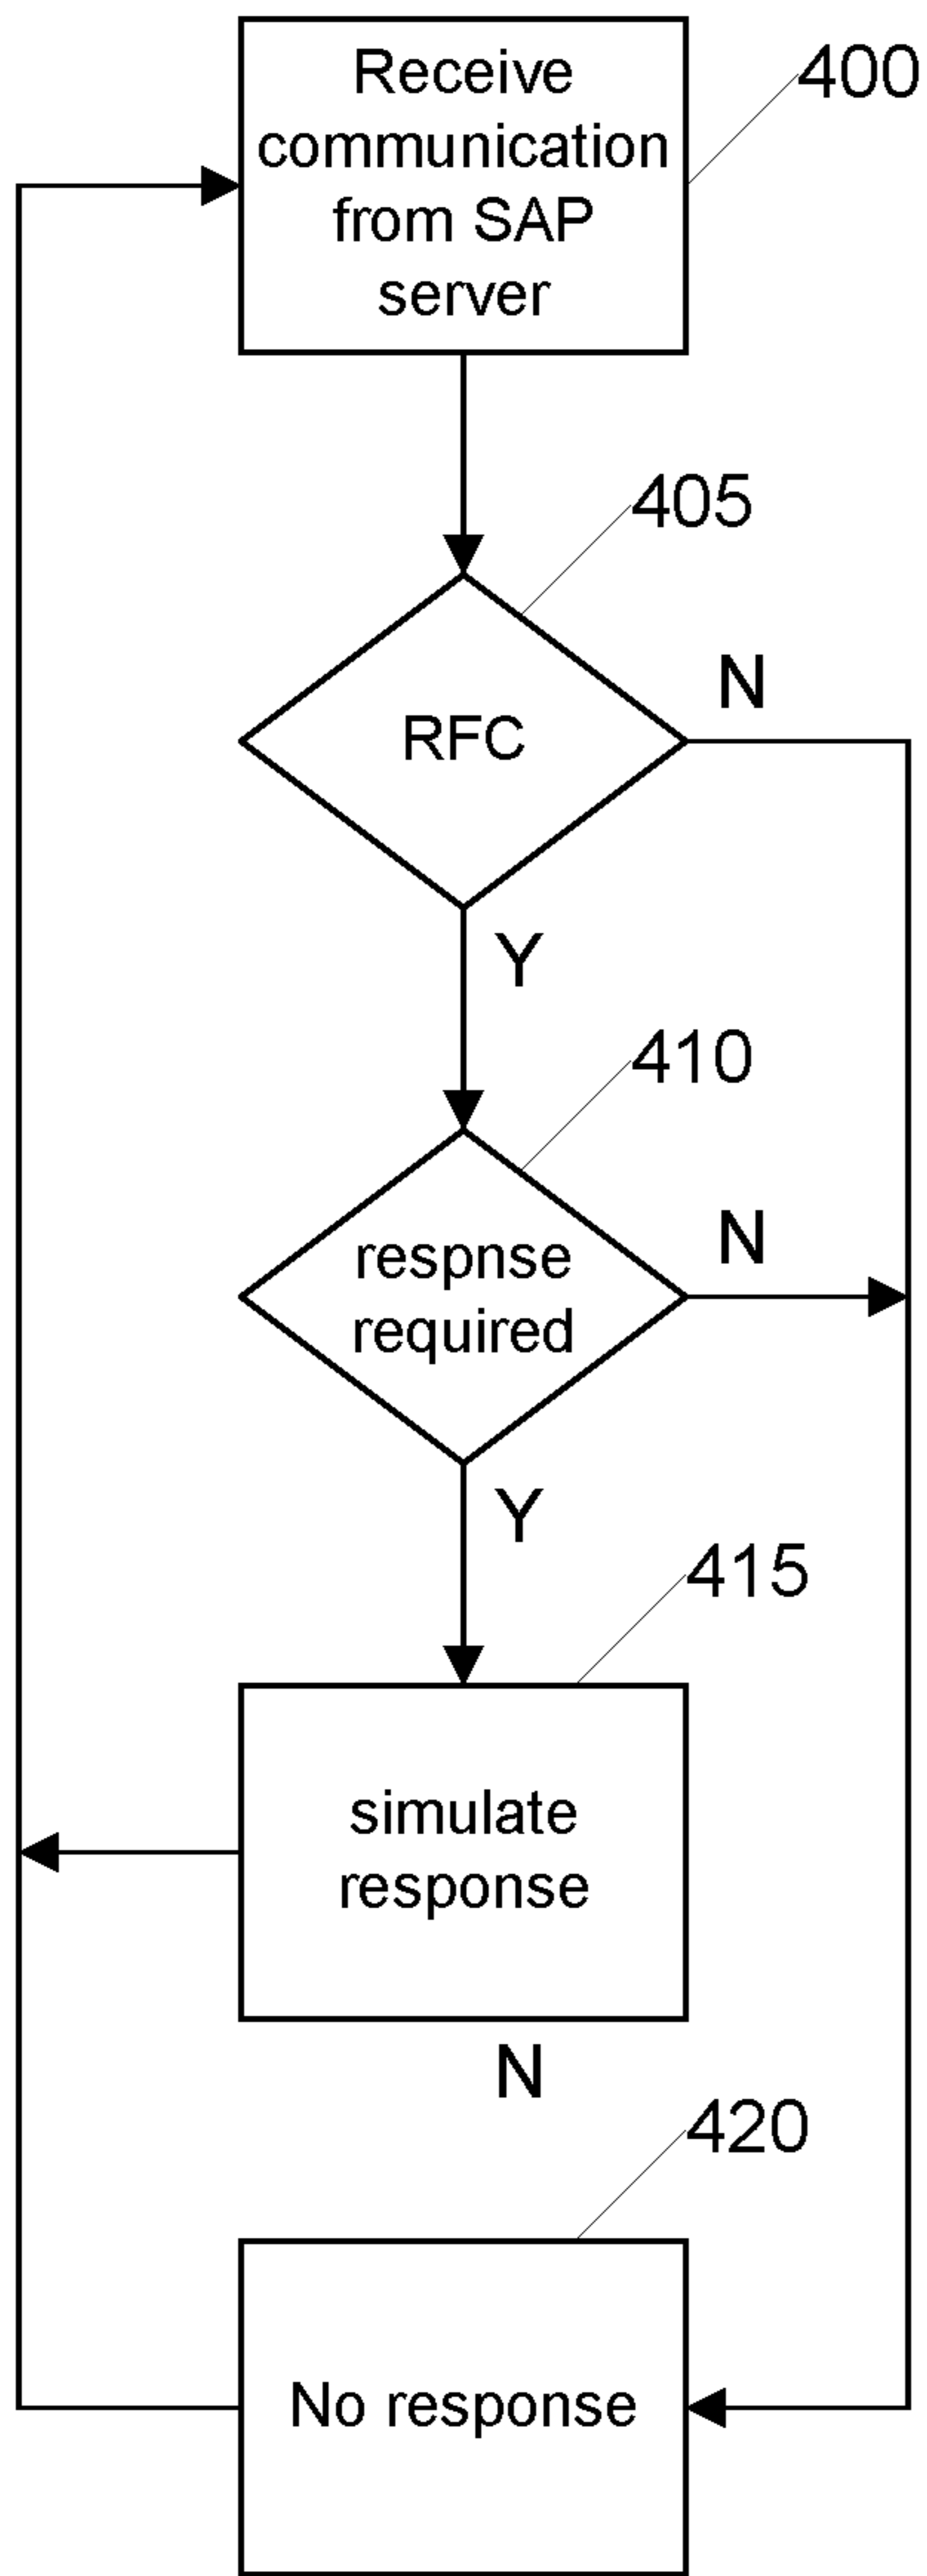 Receive
communication
from SAP
server
400
405
RFC
N
Y
410
respnse
required
N
Y
415
simulate
response
N
420
No response